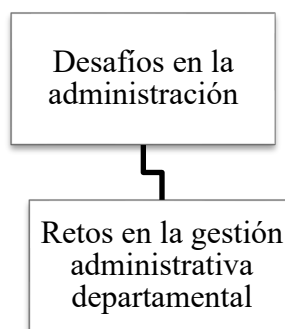 Desafíos en la
administración
Retos en la gestión
administrativa
departamental